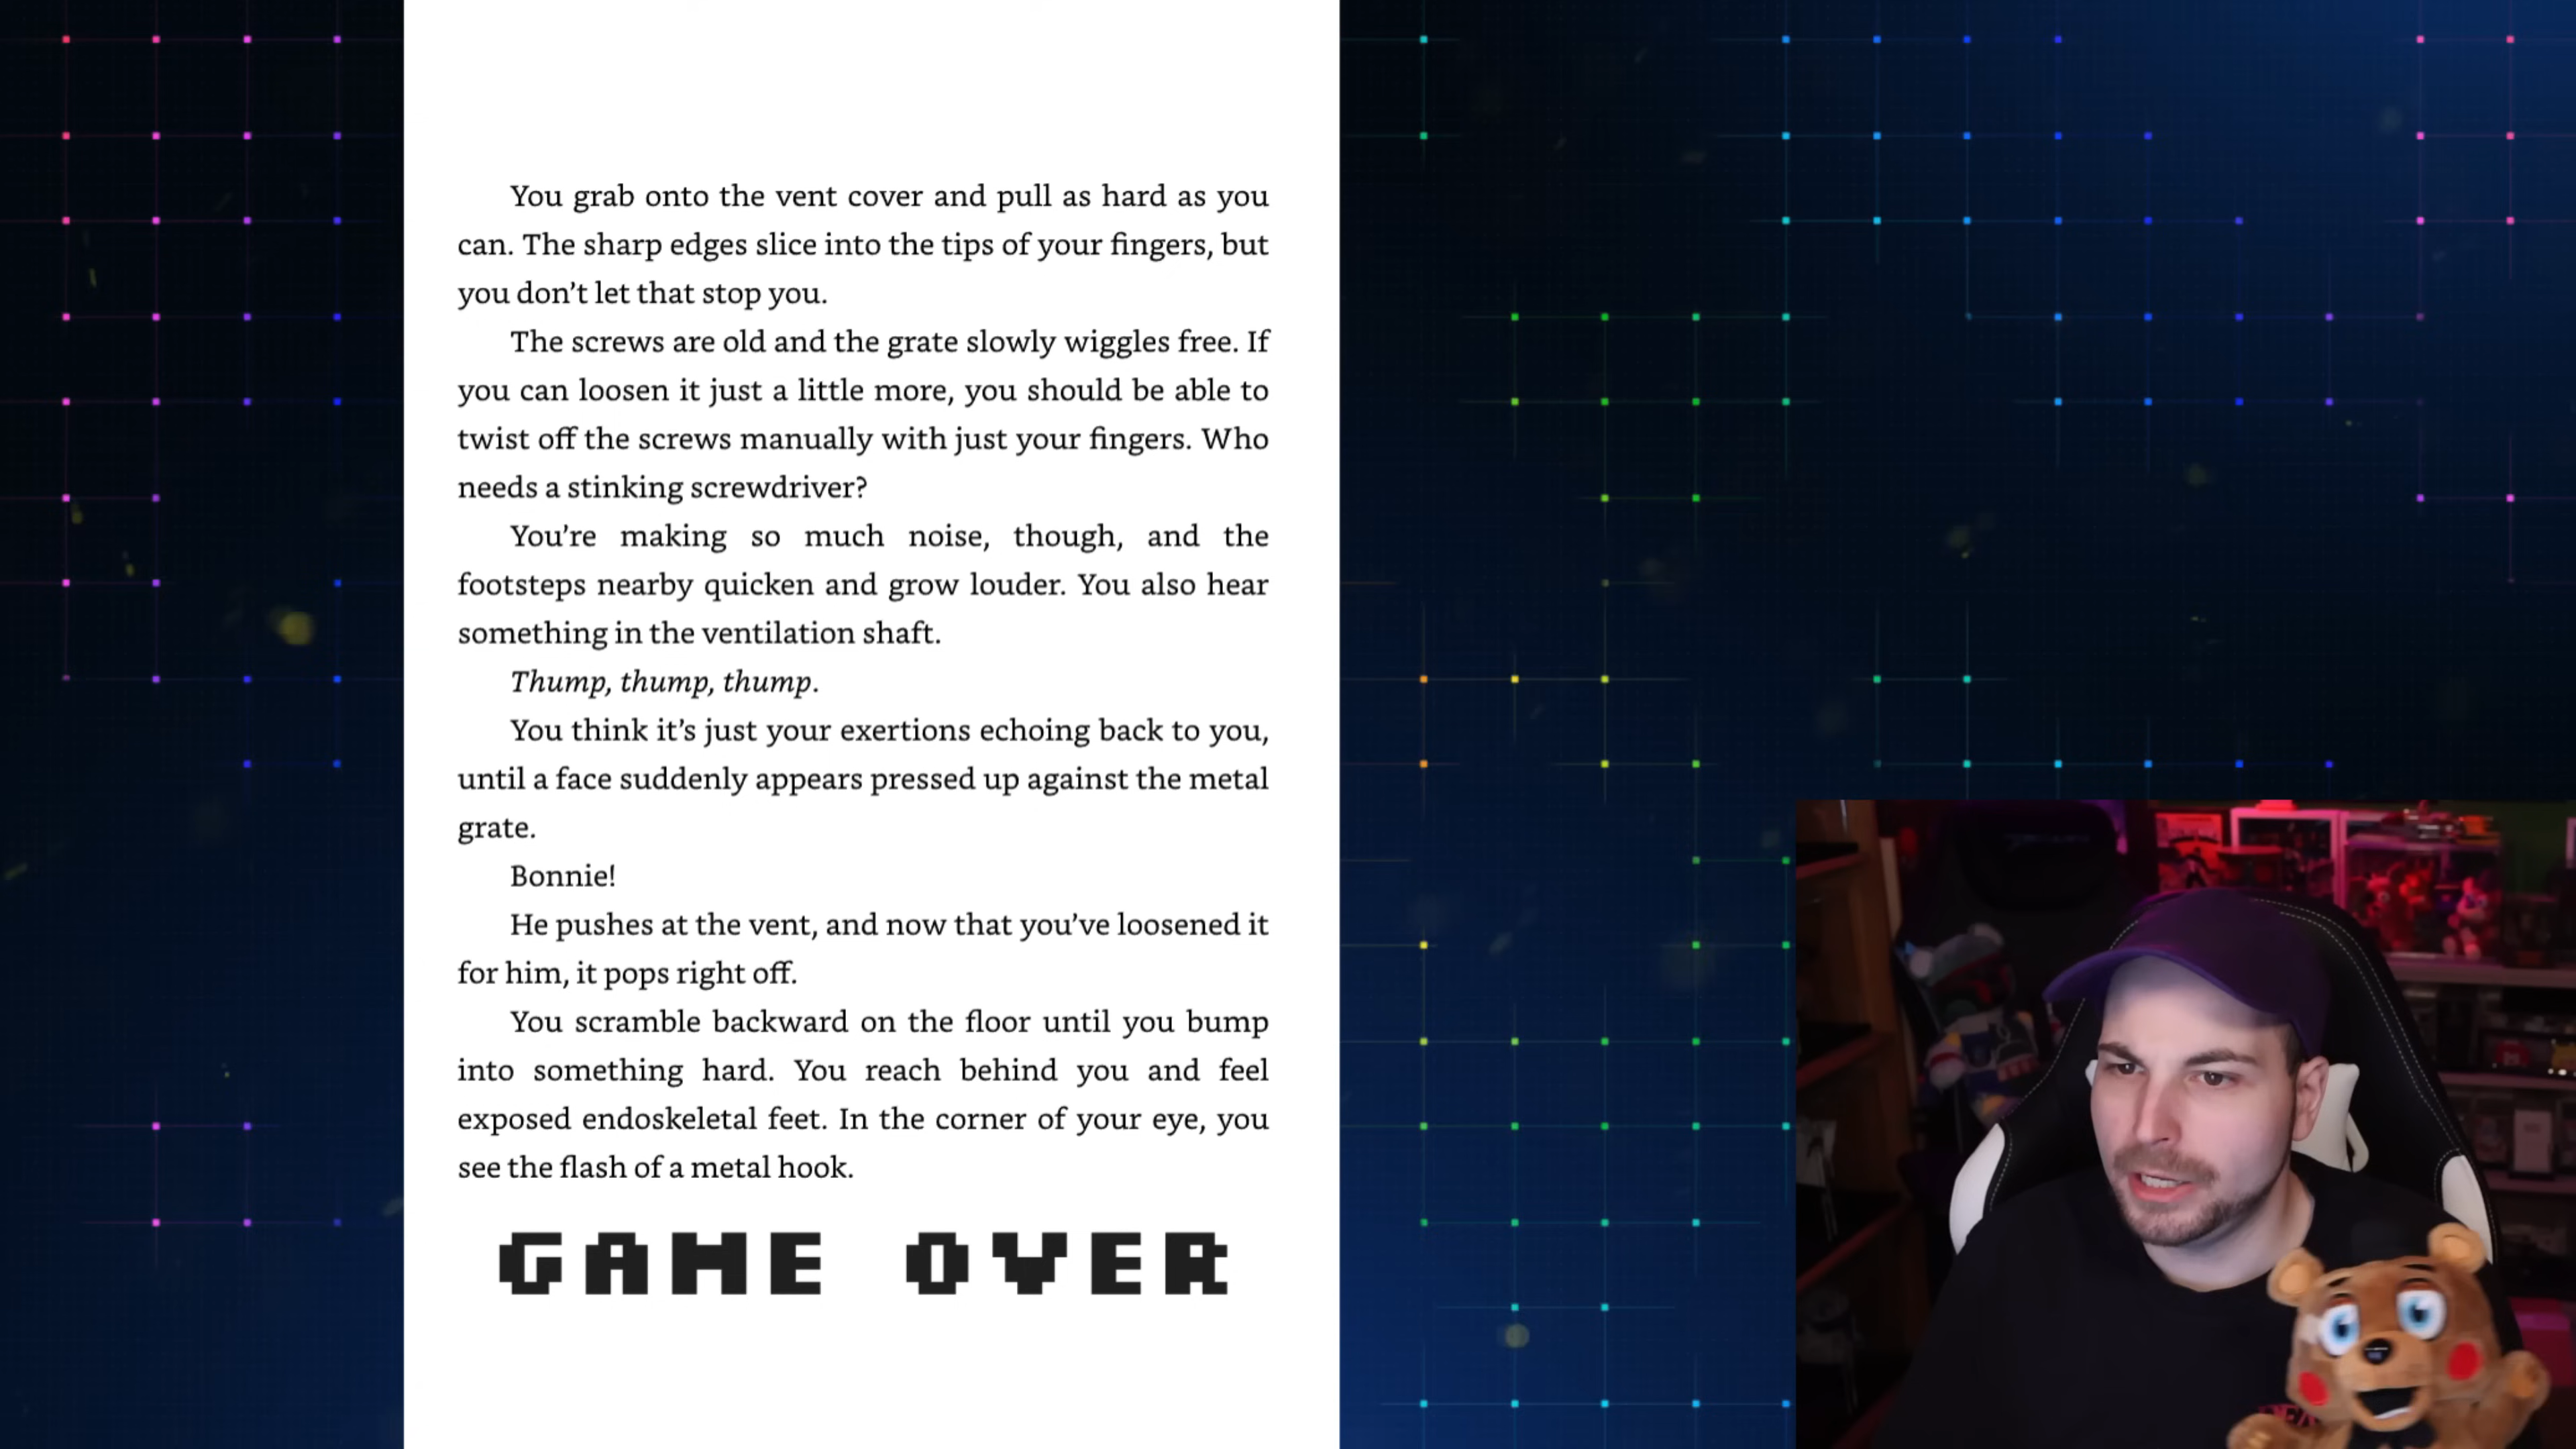 You grab onto the vent cover and pull as hard as you
can. The sharp edges slice into the tips of your fingers, but
you don’t let that stop you.
The screws are old and the grate slowly wiggles free. If
you can loosen it just a little more, you should be able to
twist off the screws manually with just your fingers. Who
needs a stinking screwdriver?
You’re making so much noise, though, and the
footsteps nearby quicken and grow louder. You also hear
something in the ventilation shaft.
Thump, thump, thump.
You think it’s just your exertions echoing back to you,
until a face suddenly appears pressed up against the metal
grate.
Bonnie!
He pushes at the vent, and now that you’ve loosened it
for him, it pops right off.
You scramble backward on the floor until you bump
into something hard. You reach behind you and feel
exposed endoskeletal feet. In the corner of your eye, you
see the flash of a metal hook.
GAME OVER